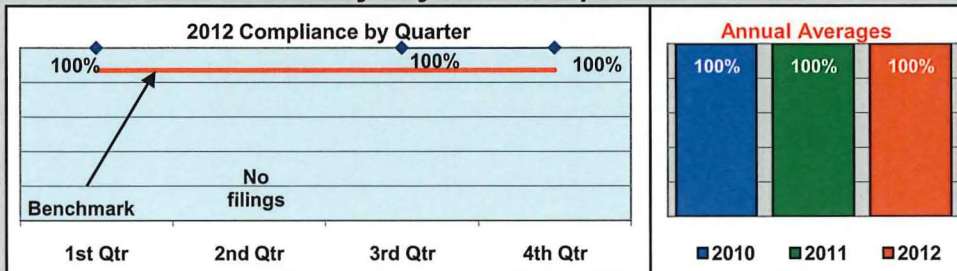 2012 Compliance by Quarter
100%
100%
100%
No
filings
Benchmark
1st Qtr 2nd Qtr 3rd Qtr 4th Qtr
Annual Averages
100% 100% 100%
2010 2011 2012